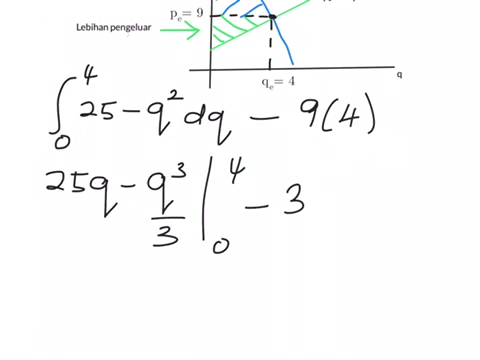 pₑ = 9
Lebihan pengeluar
q
qₑ = 4
∫₀⁴ 25 − q² dq − 9(4)
25q − q³/3 |₀⁴ − 3